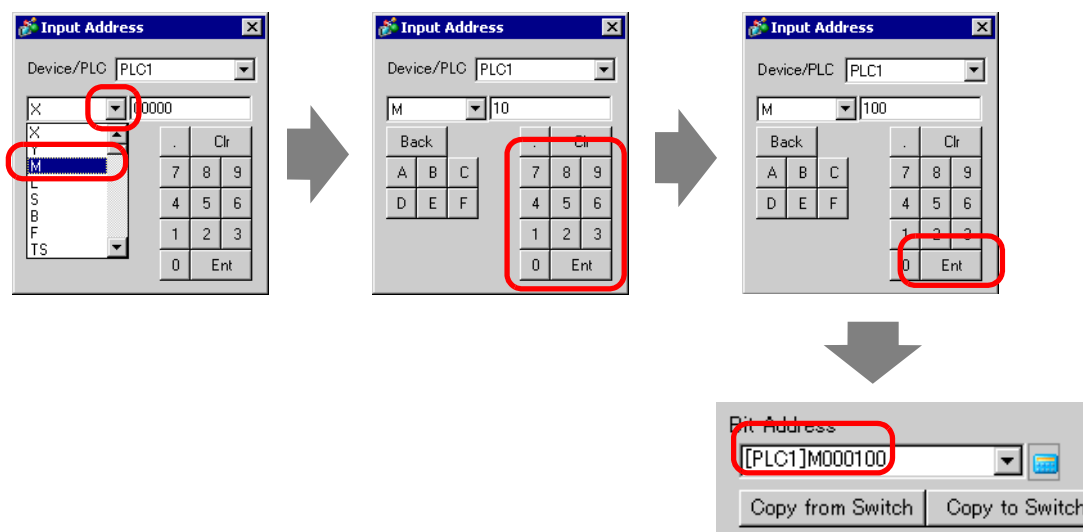 Input Address
Device/PLC PLC1
X 00000
X
Y
M
L
S
B
F
TS
. Clr
7 8 9
4 5 6
1 2 3
0 Ent
Input Address
Device/PLC PLC1
M 10
Back . Clr
A B C 7 8 9
D E F 4 5 6
1 2 3
0 Ent
Input Address
Device/PLC PLC1
M 100
Back . Clr
A B C 7 8 9
D E F 4 5 6
1 2 3
0 Ent
Bit Address
[PLC1]M000100
Copy from Switch Copy to Switch